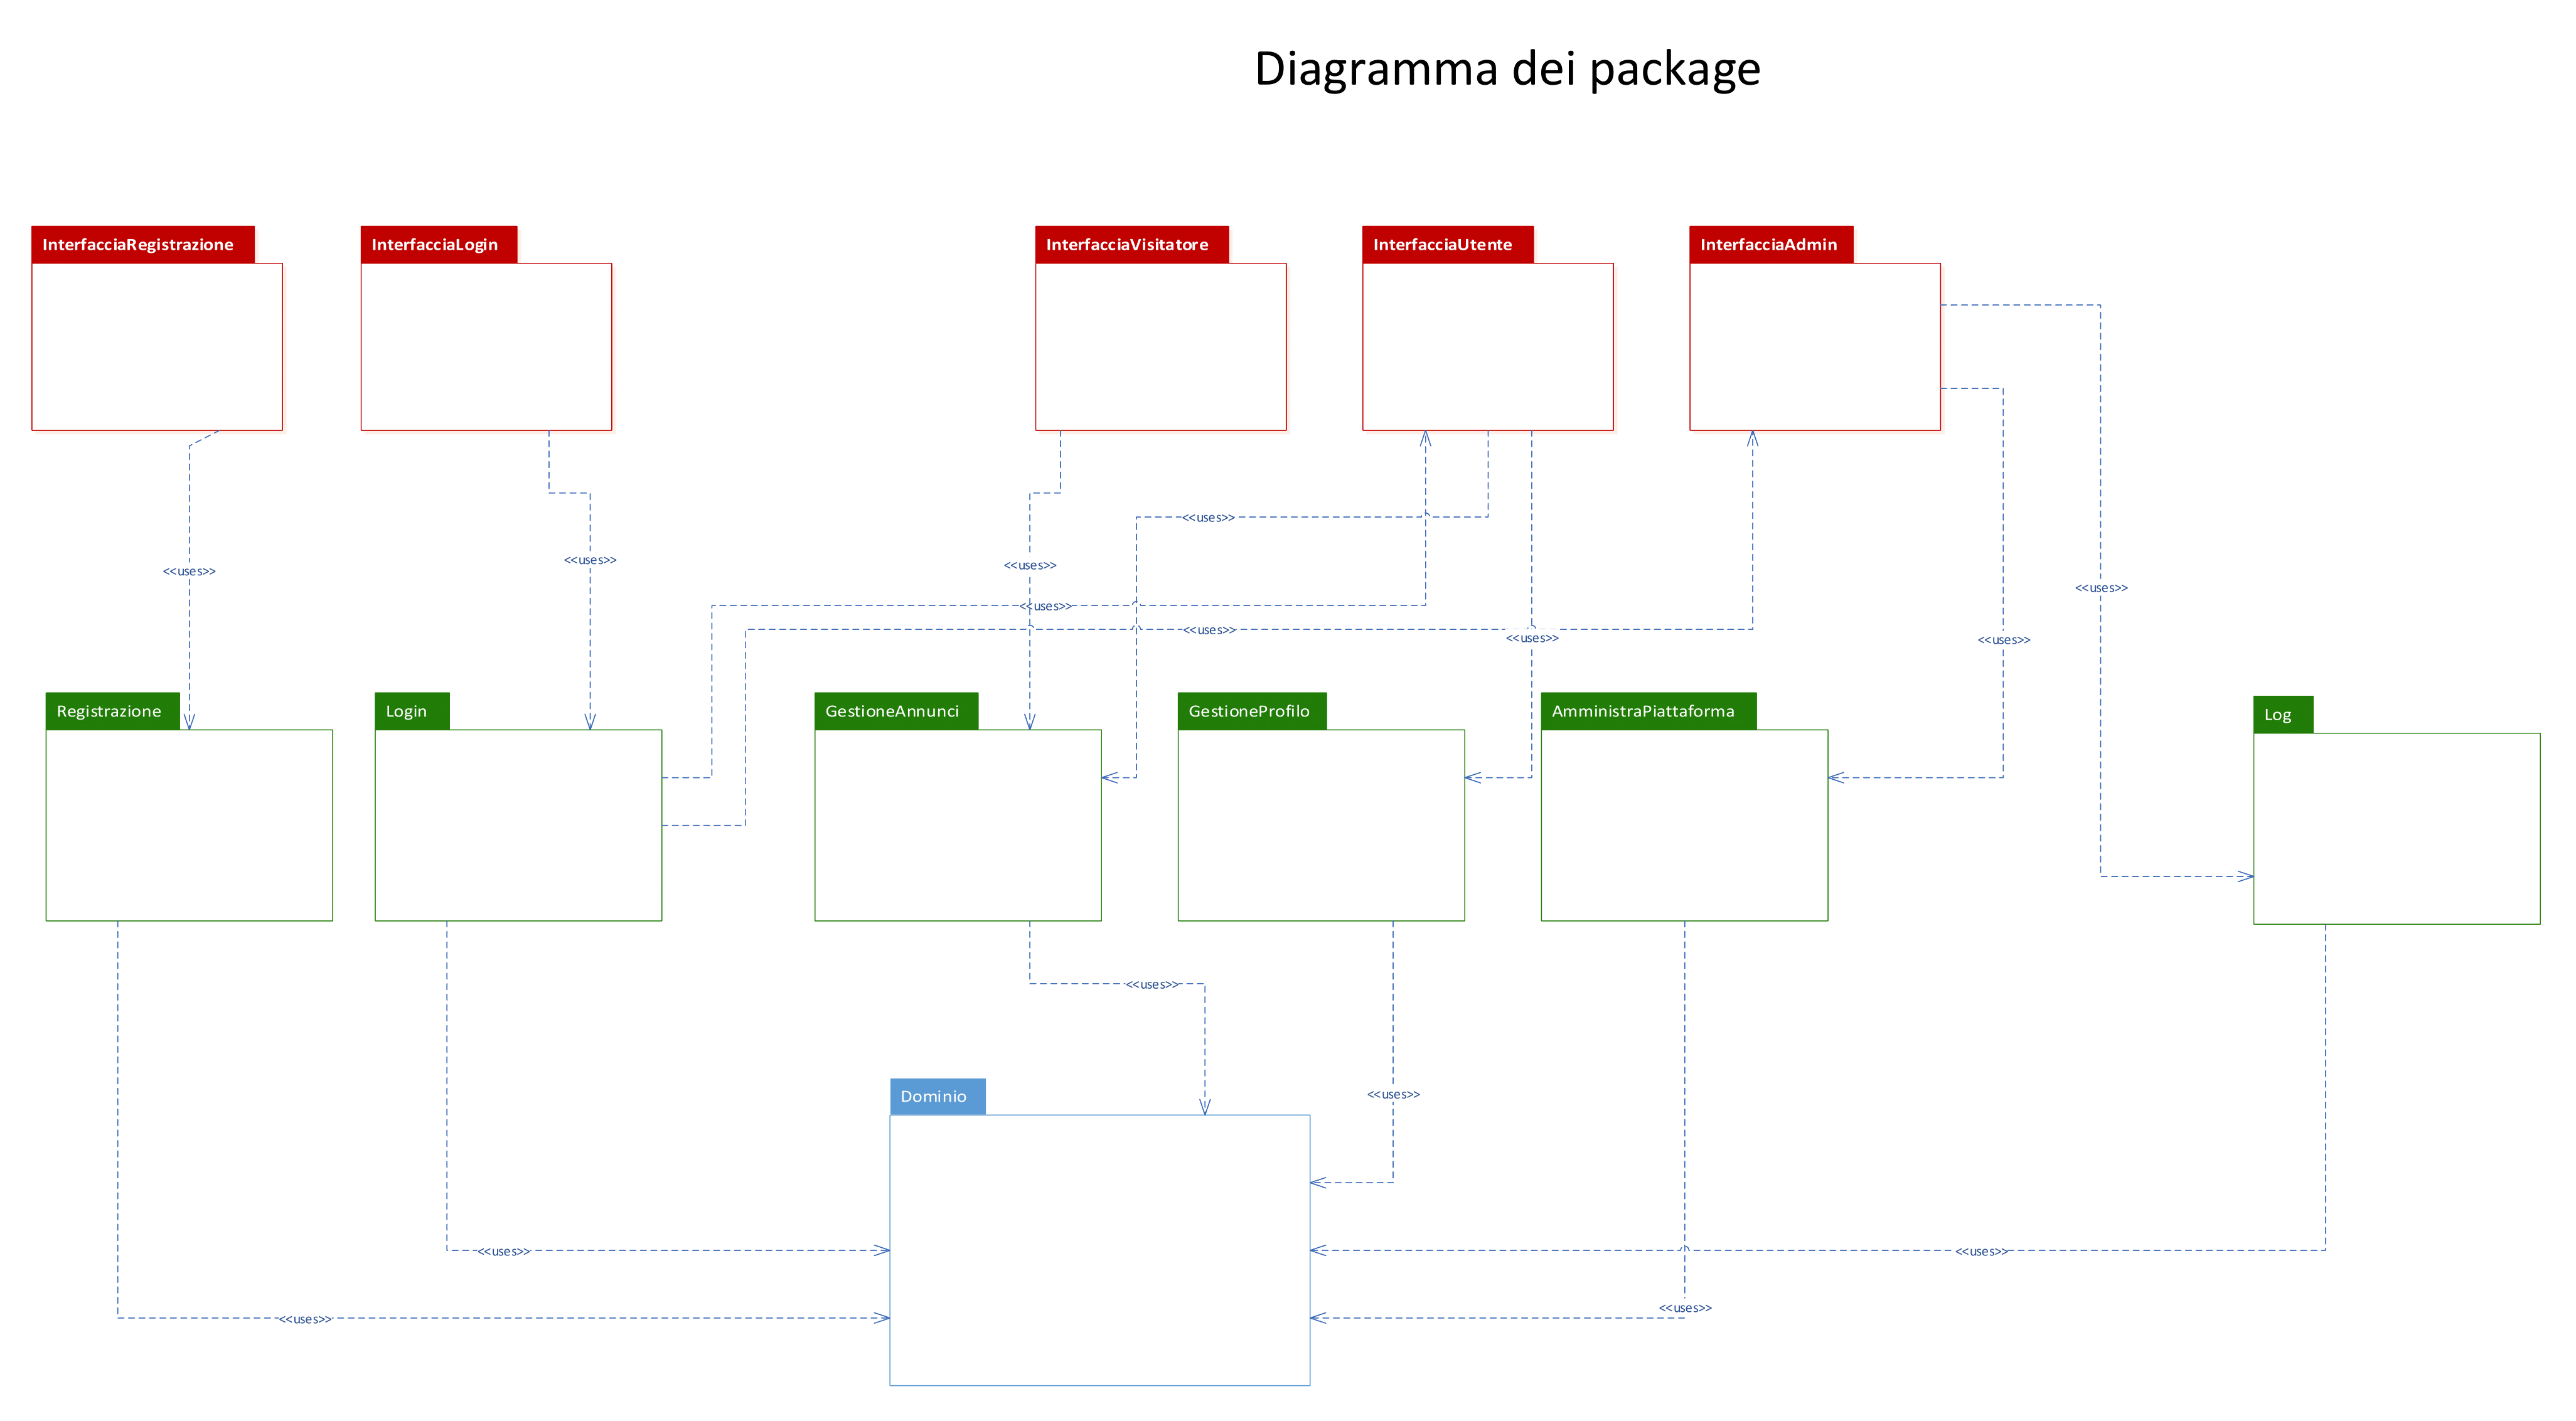 Diagramma dei package
InterfacciaRegistrazione
InterfacciaLogin
InterfacciaVisitatore
InterfacciaUtente
InterfacciaAdmin
<<uses>>
<<uses>>
<<uses>>
<<uses>>
<<uses>>
<<uses>>
<<uses>>
<<uses>>
<<uses>>
<<uses>>
Registrazione
Login
GestioneAnnunci
GestioneProfilo
AmministraPiattaforma
Log
<<uses>>
Dominio
<<uses>>
<<uses>>
<<uses>>
<<uses>>
<<uses>>